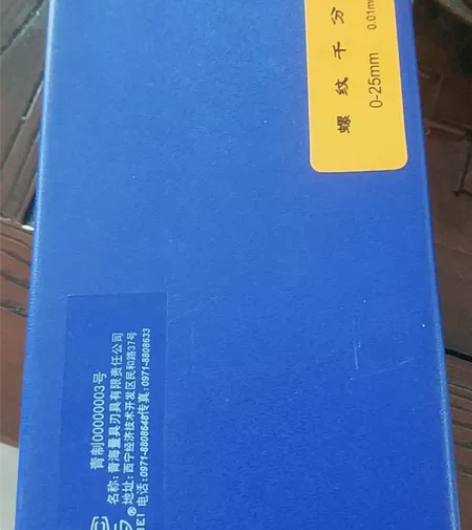 螺纹千分
0-25mm 0.01m
青制00000003号
名称:青海量具刃具有限责任公司
地址:西宁经济技术开发区民和路37号
电话:0971-8808648传真:0971-8808633
®